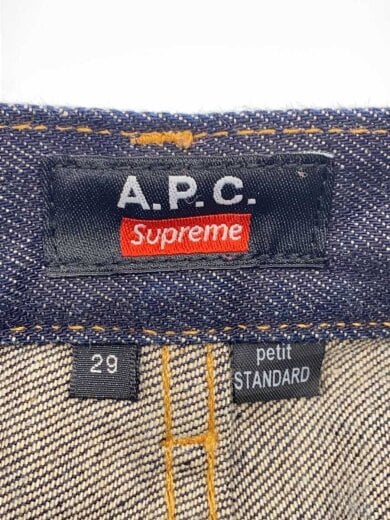 A.P.C.
Supreme
29
petit
STANDARD